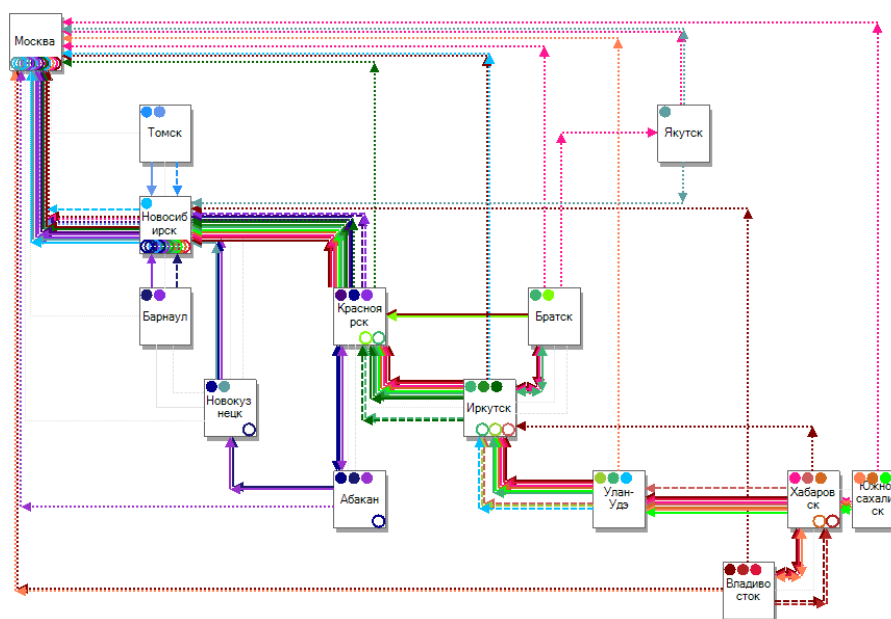 Москва
Томск
Якутск
Новосиб
ирск
Барнаул
Красноя
рск
Братск
Новокуз
нецк
Иркутск
Абакан
Улан-
Удэ
Хабаров
ск
Южно
сахали
ск
Владиво
сток